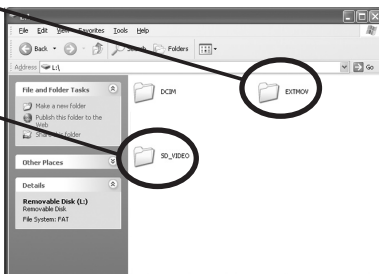 File Edit View Favorites Tools Help
Back Search Folders
Address L:\ Go
File and Folder Tasks
Make a new folder
Publish this folder to the
Web
Share this folder
Other Places
Details
Removable Disk (L:)
Removable Disk
File System: FAT
DCIM
EXTMOV
SD_VIDEO